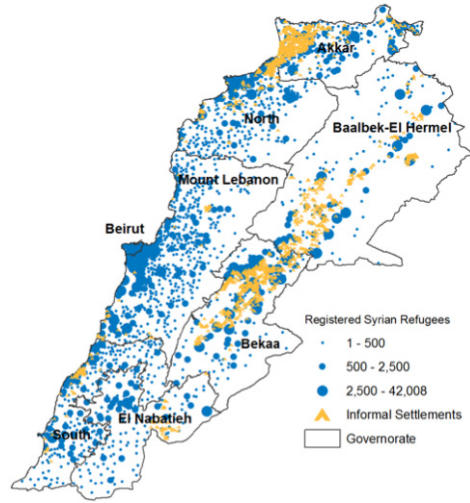 Akkar
North
Baalbek-El Hermel
Mount Lebanon
Beirut
Bekaa
El Nabatieh
South
Registered Syrian Refugees
1 - 500
500 - 2,500
2,500 - 42,008
Informal Settlements
Governorate